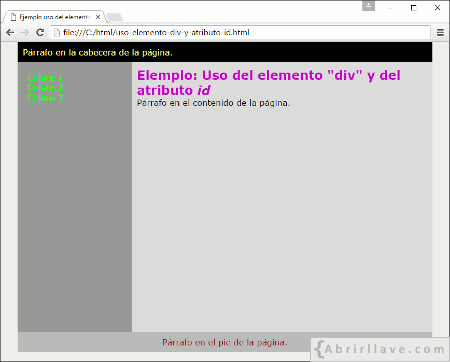 Ejemplo uso del element
file:///C:/html/uso-elemento-div-y-atributo-id.html
Párrafo en la cabecera de la página.
Enlace 1
Enlace 2
Enlace 3
Ejemplo: Uso del elemento "div" y del
atributo id
Párrafo en el contenido de la página.
Párrafo en el pie de la página.
{Abrirllave.com